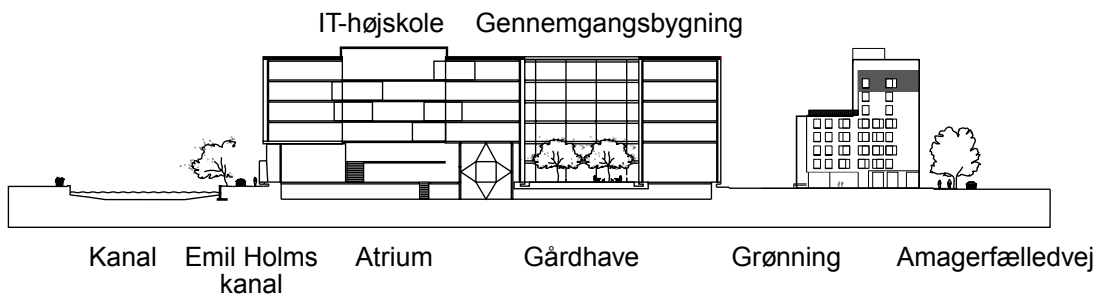 IT-højskole Gennemgangsbygning
Kanal Emil Holms kanal Atrium Gårdhave Grønning Amagerfælledvej